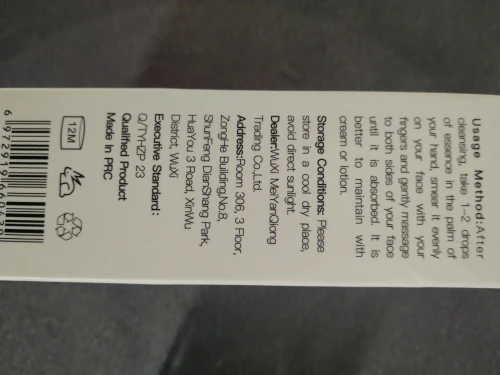 Usage Method:After
cleansing, take 1-2 drops
of essence in the palm of
your hand, smear it evenly
on your face with your
fingers and gently massage
to both sides of your face
until it is absorbed. It is
better to maintain with
cream or lotion.
Storage Conditions: Please
store in a cool dry place,
avoid direct sunlight.
Dealer:WuXi MeiYanQiong
Trading Co.,Ltd.
Address:Room 306, 3 Floor,
ZongHe Building,No.8,
ShunFeng DianShang Park,
HuaYou 3 Road, XinWu
District, WuXi
Executive Standard:
Q/TYHZP 23
Qualified Product
Made In PRC
12M
6 972919 660430